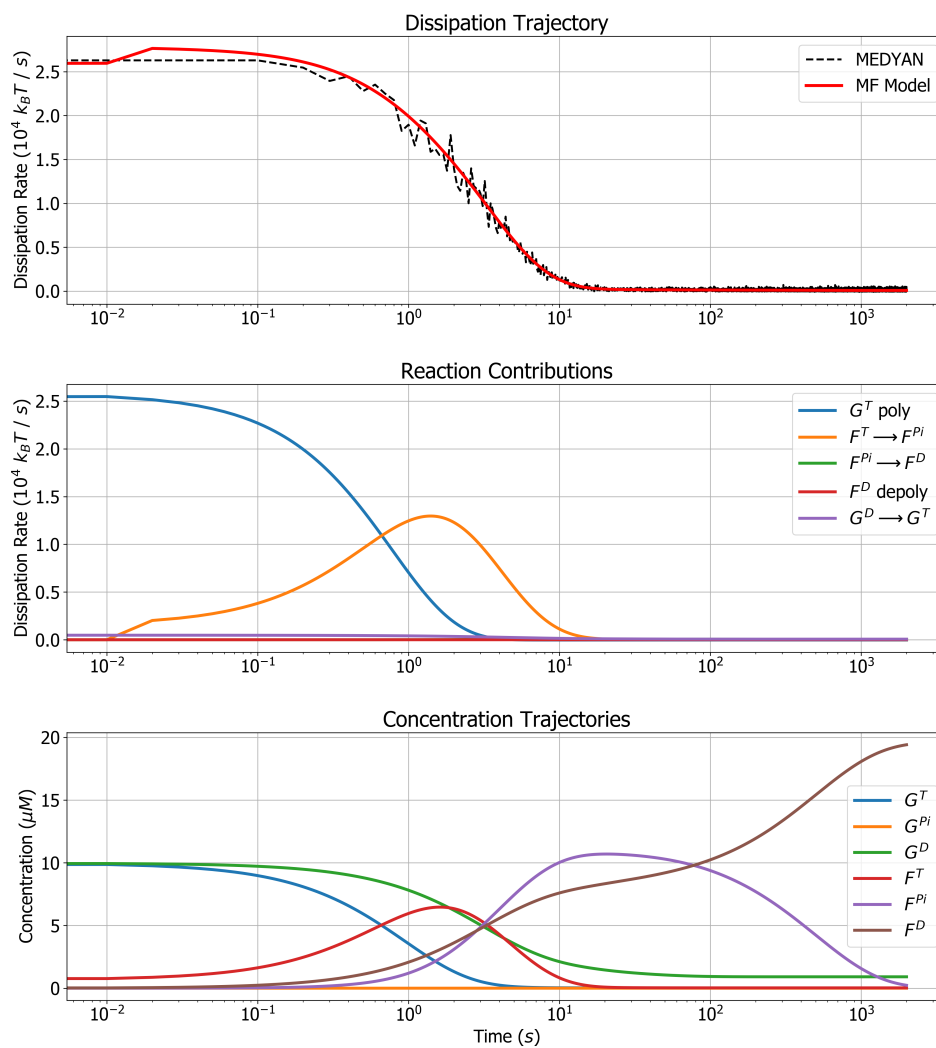 Dissipation Trajectory
Dissipation Rate (10⁴ k_BT / s)
2.5
2.0
1.5
1.0
0.5
0.0
MEDYAN
MF Model
10⁻² 10⁻¹ 10⁰ 10¹ 10² 10³
Reaction Contributions
Dissipation Rate (10⁴ k_BT / s)
2.5
2.0
1.5
1.0
0.5
0.0
G^T poly
F^T ⟶ F^Pi
F^Pi ⟶ F^D
F^D depoly
G^D ⟶ G^T
10⁻² 10⁻¹ 10⁰ 10¹ 10² 10³
Concentration Trajectories
Concentration (μM)
20
15
10
5
0
G^T
G^Pi
G^D
F^T
F^Pi
F^D
10⁻² 10⁻¹ 10⁰ 10¹ 10² 10³
Time (s)